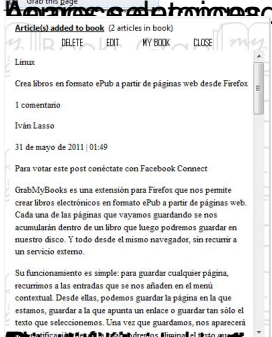 Grab this page
Article(s) added to book (2 articles in book)
DELETE EDIT MY BOOK CLOSE
Linux
Crea libros en formato ePub a partir de páginas web desde Firefox
1 comentario
Iván Lasso
31 de mayo de 2011 | 01:49
Para votar este post conéctate con Facebook Connect
GrabMyBooks es una extensión para Firefox que nos permite
crear libros electrónicos en formato ePub a partir de páginas web.
Cada una de las páginas que vayamos guardando se nos
acumularán dentro de un libro que luego podremos guardar en
nuestro disco. Y todo desde el mismo navegador, sin recurrir a
un servicio externo.
Su funcionamiento es simple: para guardar cualquier página,
recurrimos a las entradas que se nos añaden en el menú
contextual. Desde ellas, podemos guardar la página en la que
estamos, guardar a la que apunta un enlace o guardar tan sólo el
texto que seleccionemos. Una vez que guardamos, nos aparecerá